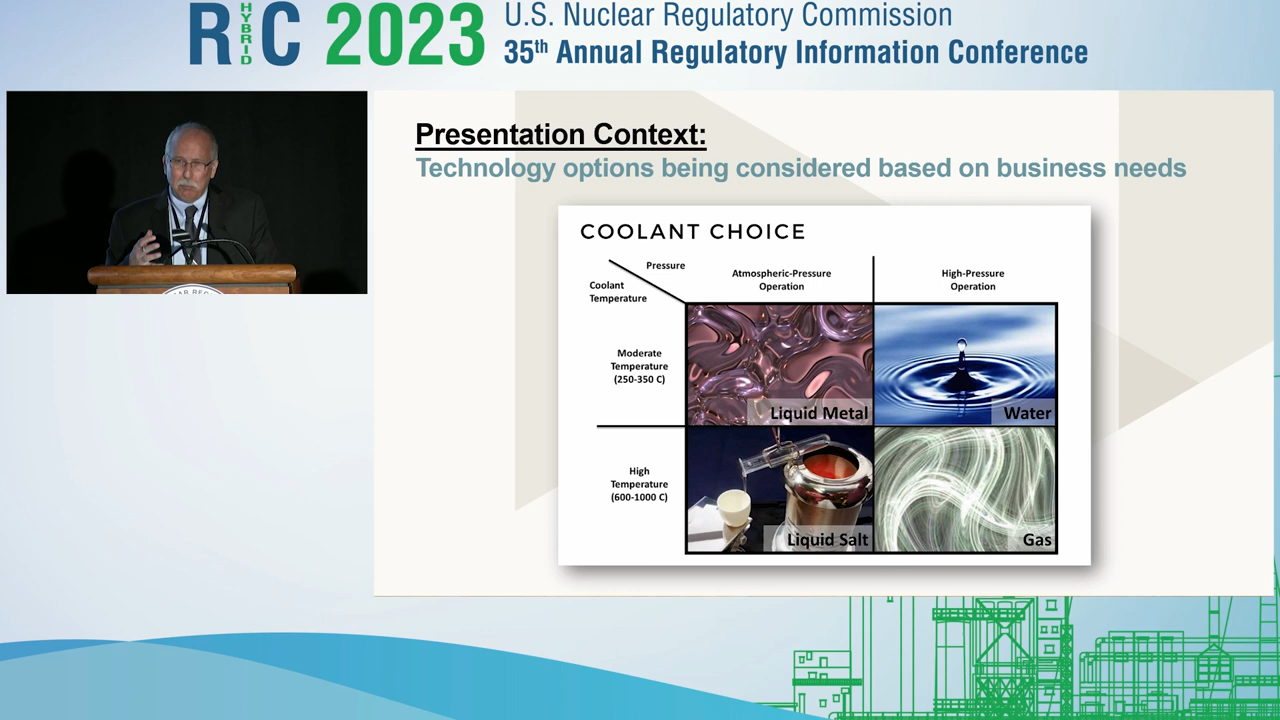 RIC 2023
HYBRID
U.S. Nuclear Regulatory Commission
35th Annual Regulatory Information Conference
Presentation Context:
Technology options being considered based on business needs
COOLANT CHOICE
Pressure
Coolant
Temperature
Atmospheric-Pressure
Operation
High-Pressure
Operation
Moderate
Temperature
(250-350 C)
Liquid Metal
Water
High
Temperature
(600-1000 C)
Liquid Salt
Gas